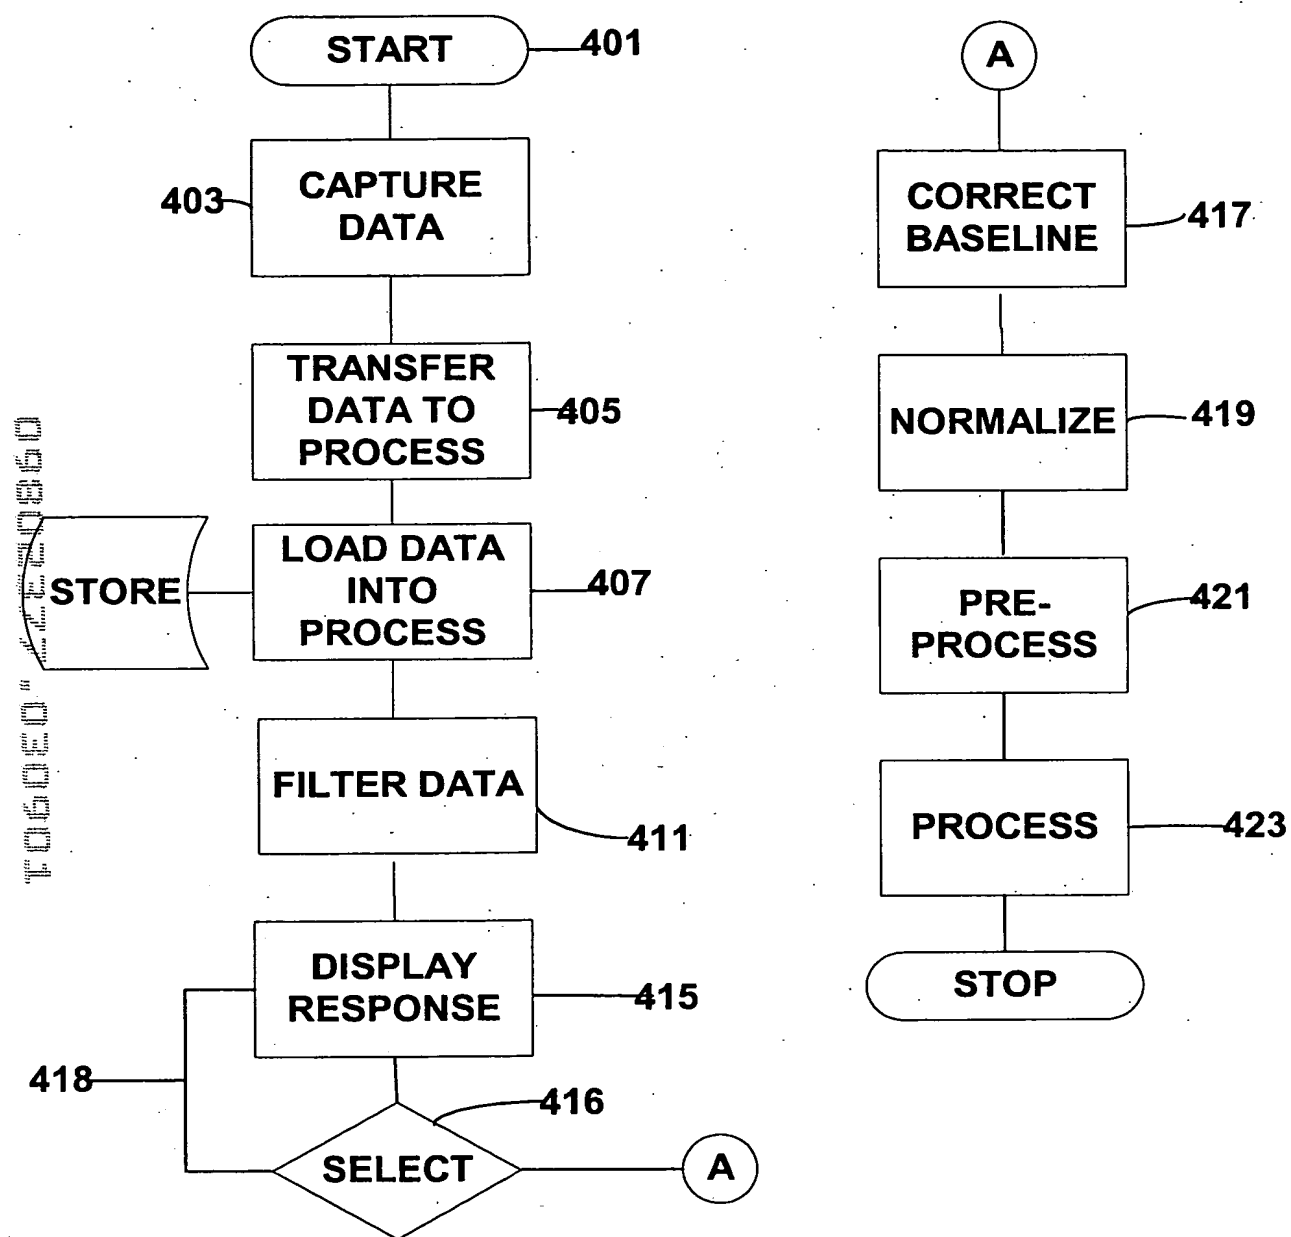 START
401
CAPTURE
DATA
403
TRANSFER
DATA TO
PROCESS
405
STORE
LOAD DATA
INTO
PROCESS
407
FILTER DATA
411
DISPLAY
RESPONSE
415
418
416
SELECT
A
A
CORRECT
BASELINE
417
NORMALIZE
419
PRE-
PROCESS
421
PROCESS
423
STOP